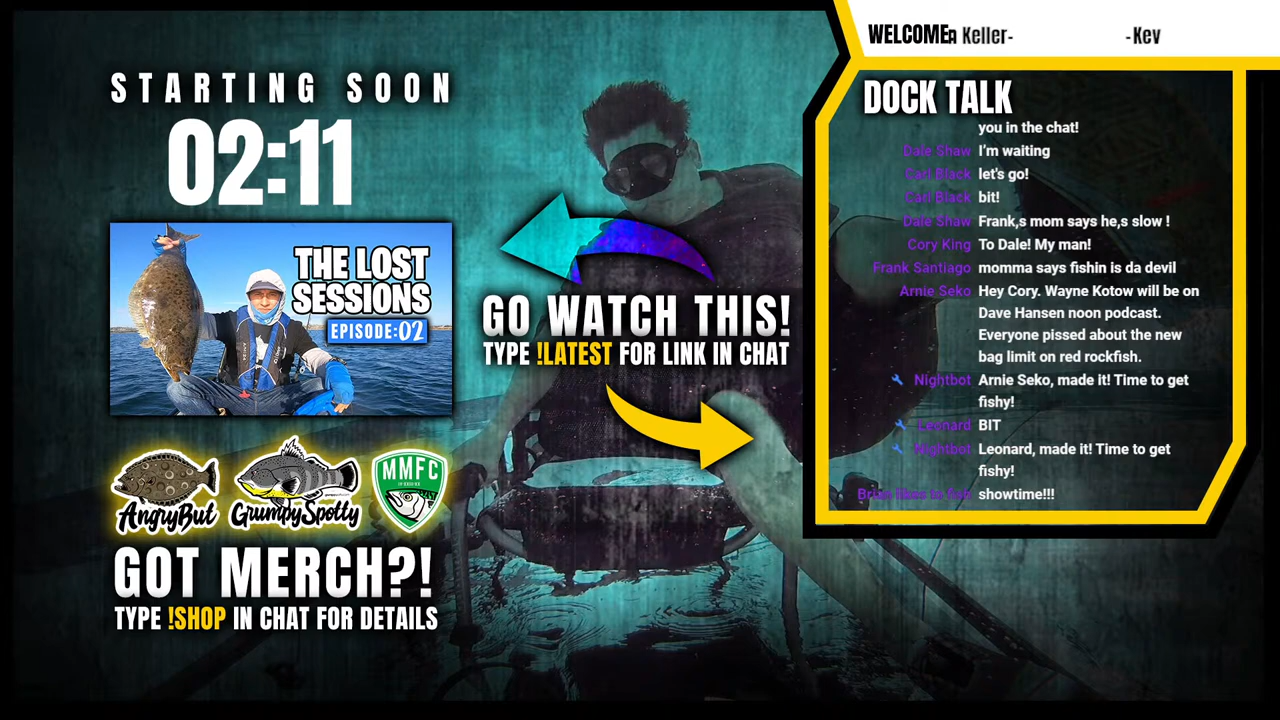 WELCOME:
Keller-
-Kev
STARTING SOON
02:11
THE LOST
SESSIONS
EPISODE:02
GO WATCH THIS!
TYPE !LATEST FOR LINK IN CHAT
AngryBut
GrumpySpotty
MMFC
GOT MERCH?!
TYPE !SHOP IN CHAT FOR DETAILS
DOCK TALK
you in the chat!
Dale Shaw I'm waiting
Carl Black let's go!
Carl Black bit!
Dale Shaw Frank,s mom says he,s slow !
Cory King To Dale! My man!
Frank Santiago momma says fishin is da devil
Arnie Seko Hey Cory. Wayne Kotow will be on
Dave Hansen noon podcast.
Everyone pissed about the new
bag limit on red rockfish.
Nightbot Arnie Seko, made it! Time to get
fishy!
Leonard BIT
Nightbot Leonard, made it! Time to get
fishy!
Brian likes to fish showtime!!!